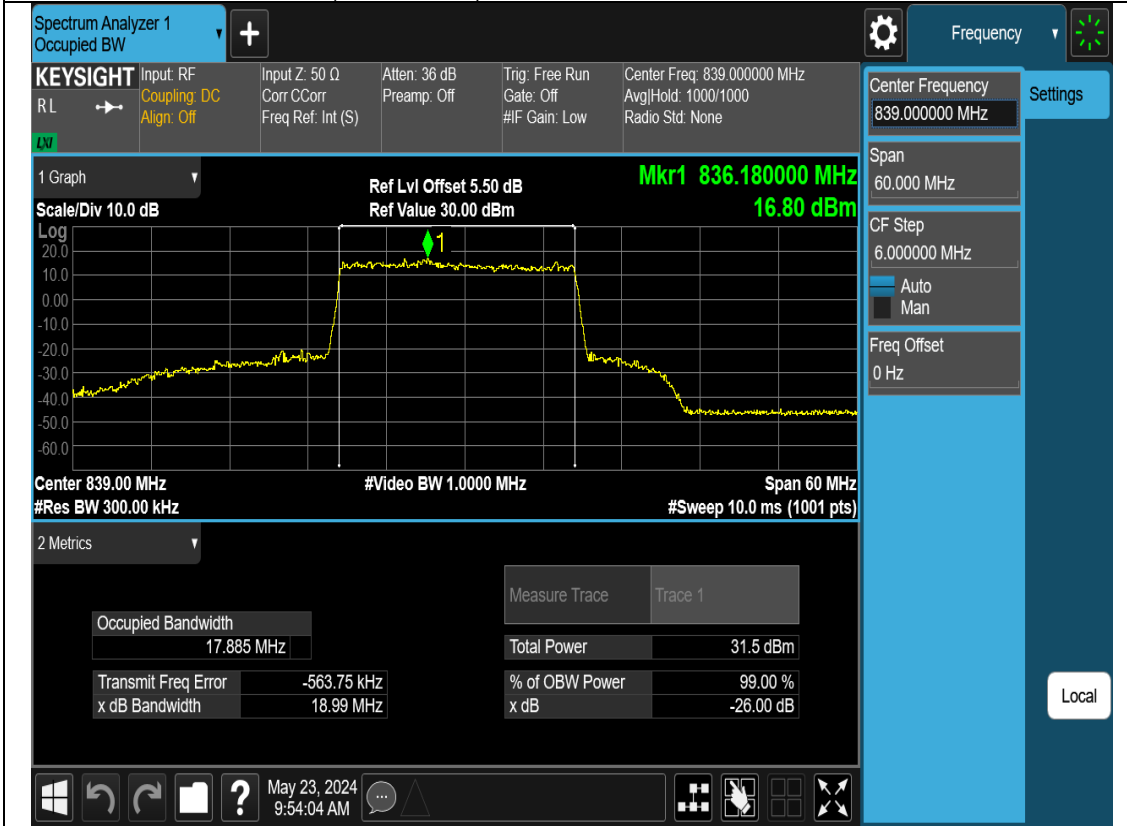 Spectrum Analyzer 1
Occupied BW
+
Frequency
KEYSIGHT
RL
LXI
Input: RF
Coupling: DC
Align: Off
Input Z: 50 Ω
Corr CCorr
Freq Ref: Int (S)
Atten: 36 dB
Preamp: Off
Trig: Free Run
Gate: Off
#IF Gain: Low
Center Freq: 839.000000 MHz
Avg|Hold: 1000/1000
Radio Std: None
Center Frequency
839.000000 MHz
Settings
Span
60.000 MHz
CF Step
6.000000 MHz
Auto
Man
Freq Offset
0 Hz
Local
1 Graph
Scale/Div 10.0 dB
Ref Lvl Offset 5.50 dB
Ref Value 30.00 dBm
Mkr1 836.180000 MHz
16.80 dBm
Log
1
20.0
10.0
0.00
-10.0
-20.0
-30.0
-40.0
-50.0
-60.0
Center 839.00 MHz
#Video BW 1.0000 MHz
Span 60 MHz
#Res BW 300.00 kHz
#Sweep 10.0 ms (1001 pts)
2 Metrics
Measure Trace Trace 1
Occupied Bandwidth
17.885 MHz
Total Power 31.5 dBm
Transmit Freq Error -563.75 kHz
% of OBW Power 99.00 %
x dB Bandwidth 18.99 MHz
x dB -26.00 dB
?
May 23, 2024
9:54:04 AM